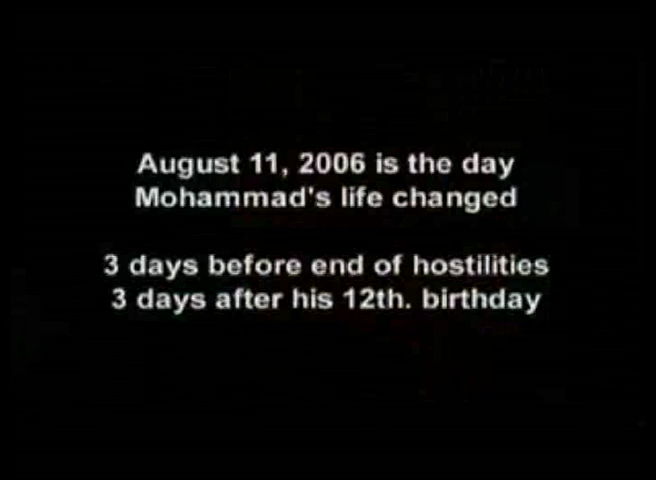 August 11, 2006 is the day
Mohammad's life changed
3 days before end of hostilities
3 days after his 12th. birthday